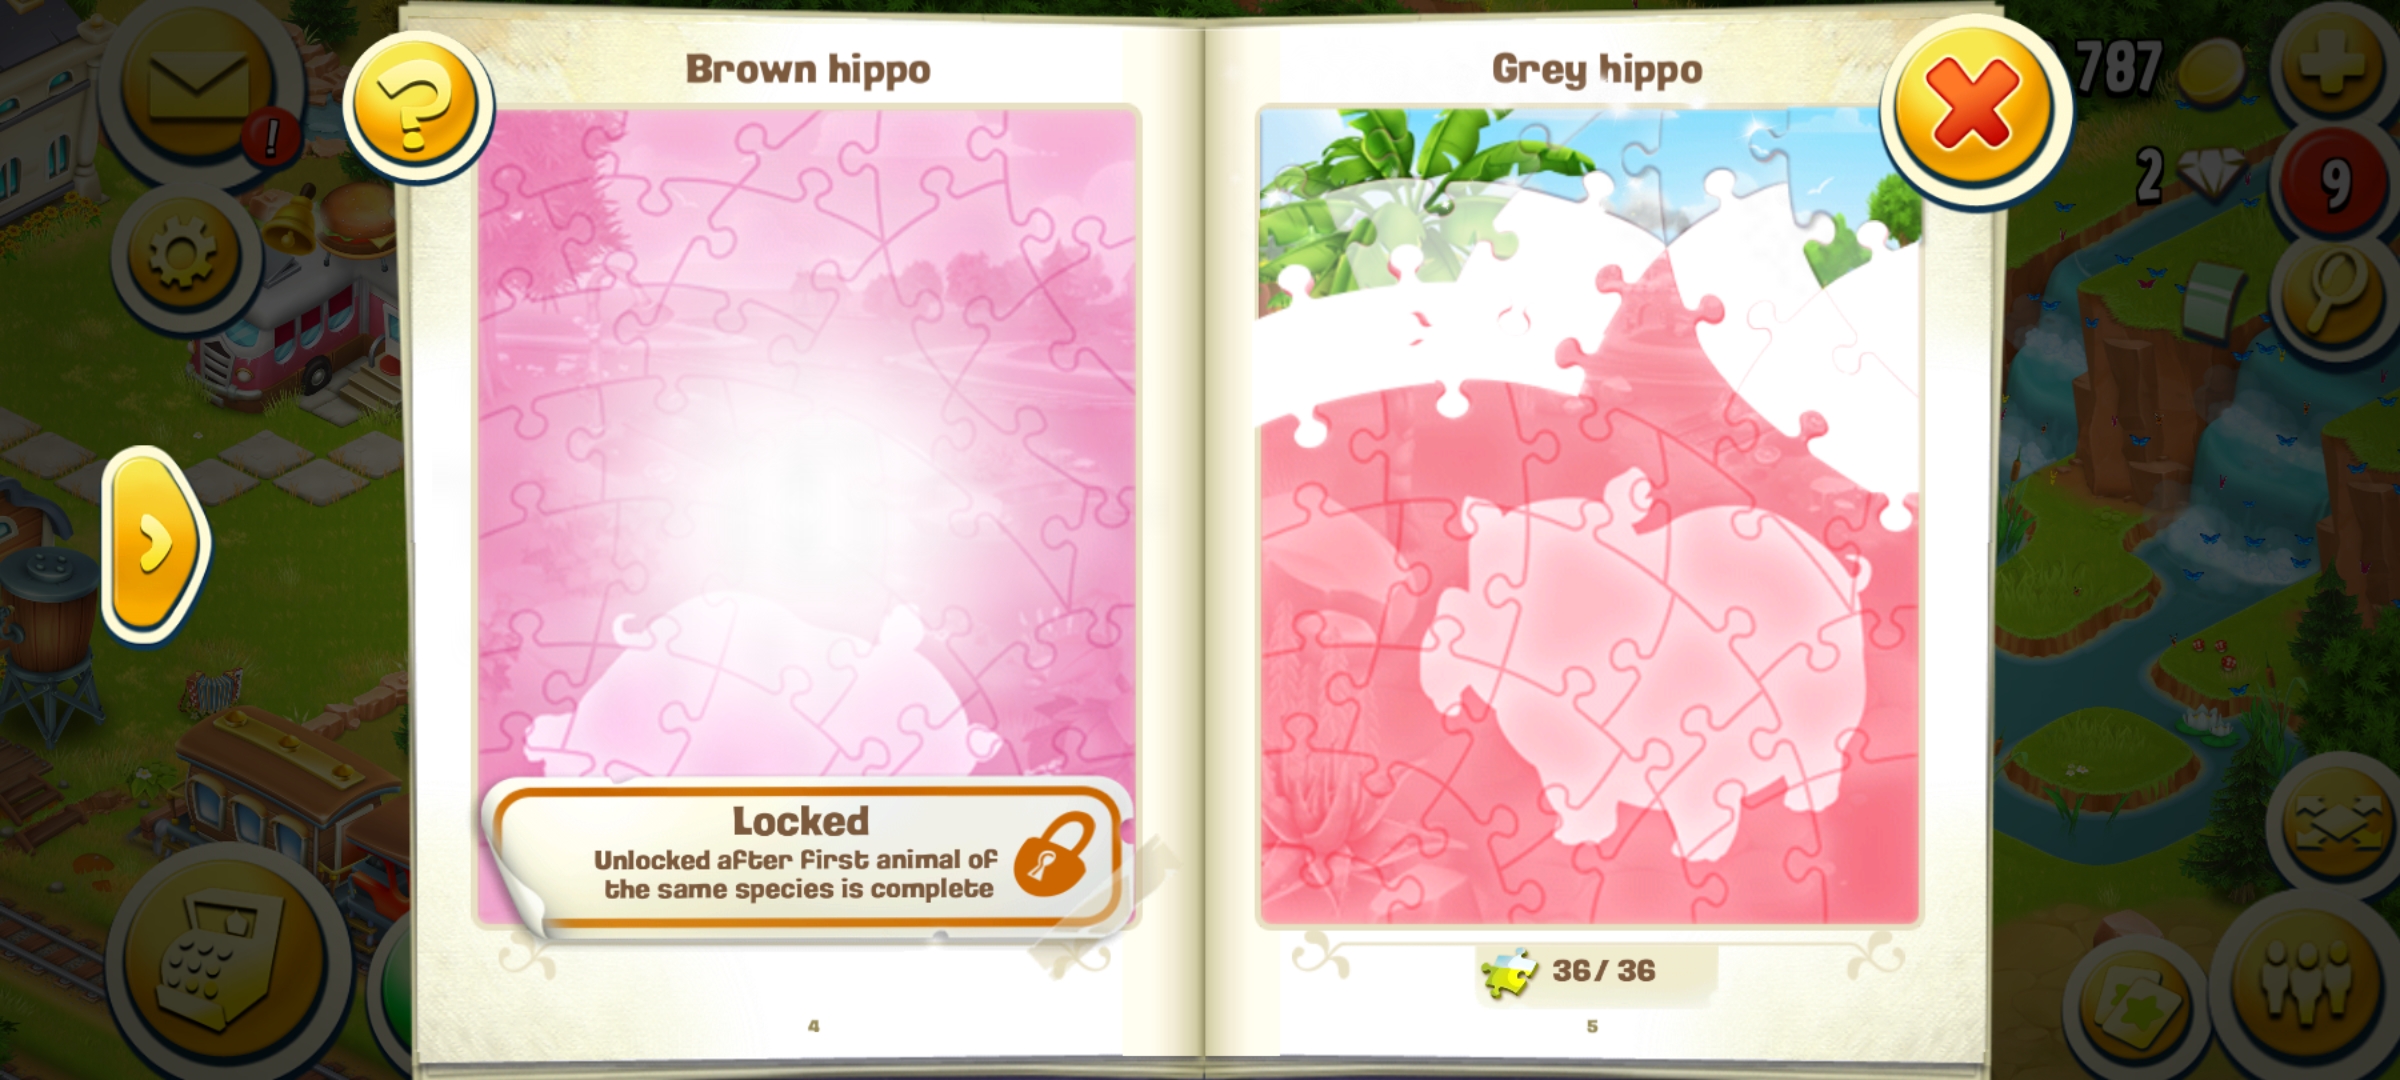 Brown hippo
Grey hippo
787
2
9
Locked
Unlocked after first animal of
the same species is complete
36/ 36
4
5